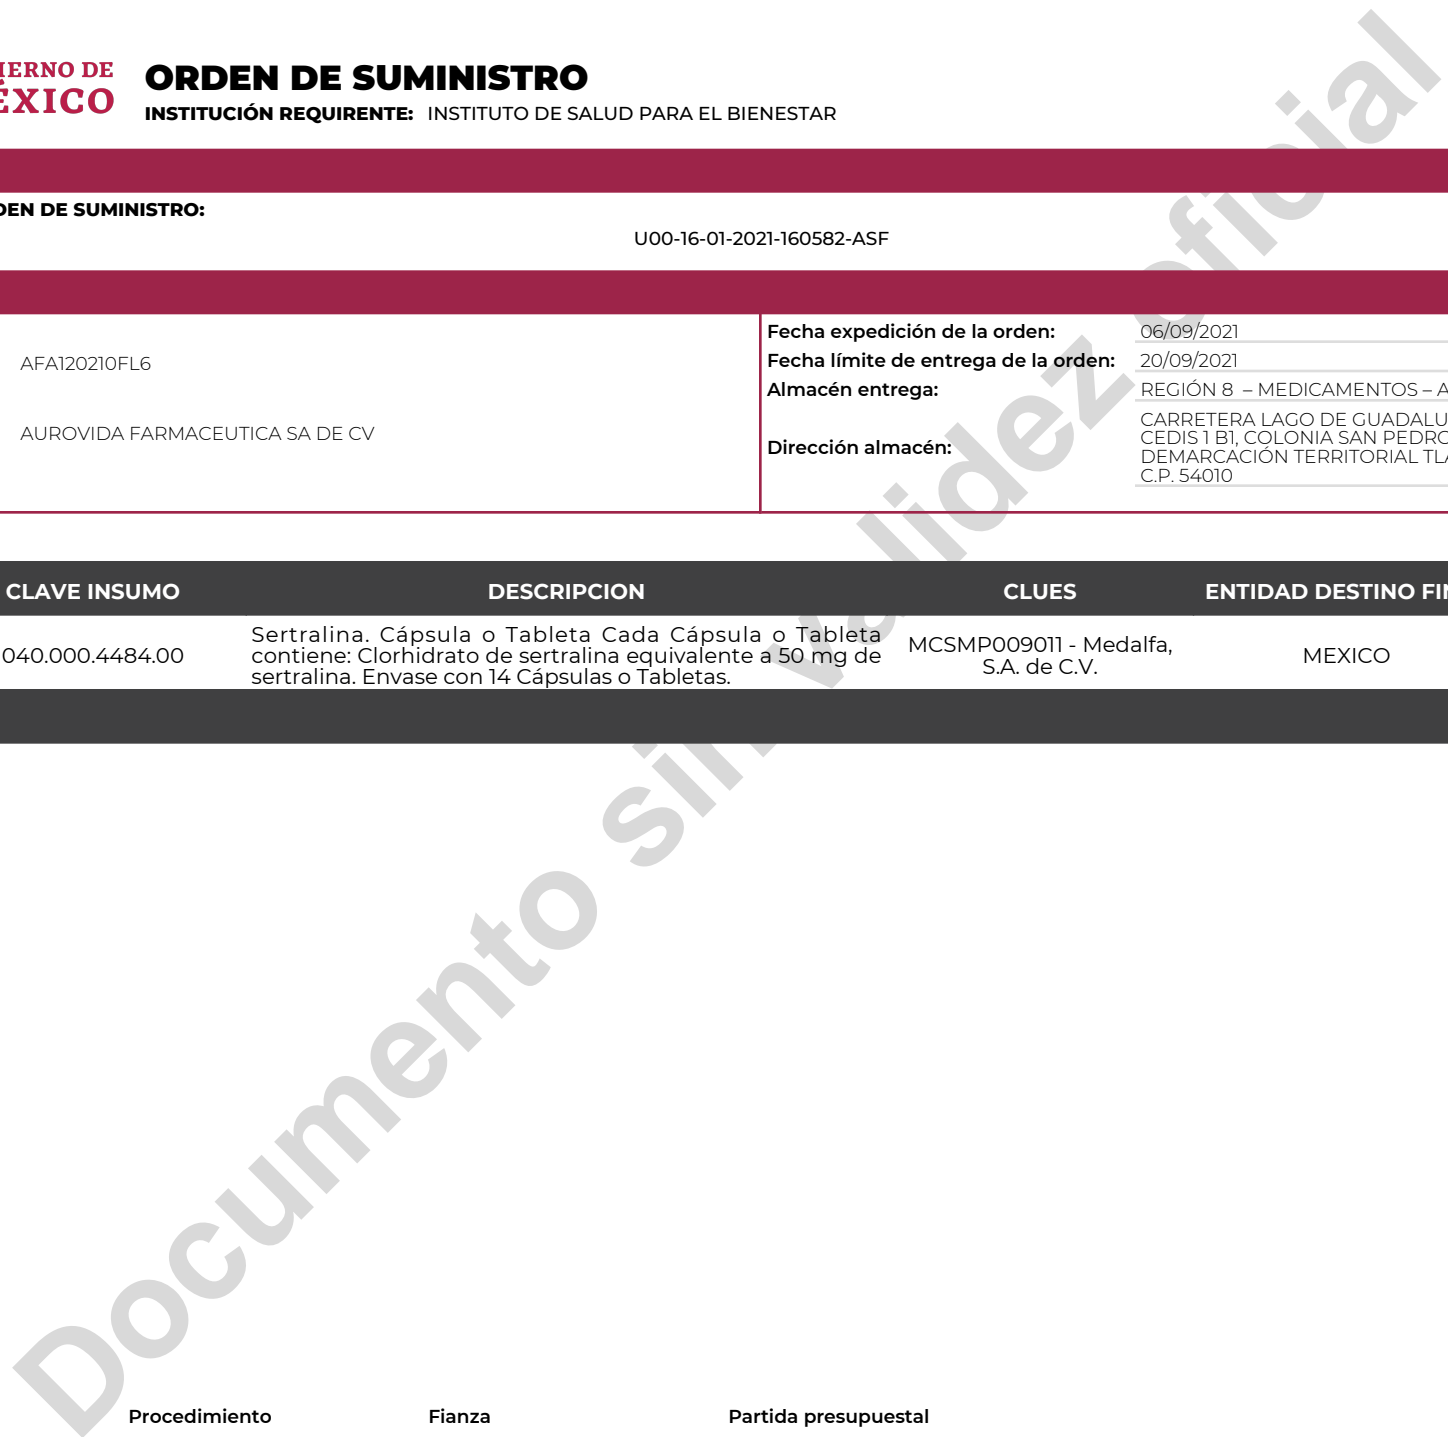 IERNO DE
ÉXICO
ORDEN DE SUMINISTRO
INSTITUCIÓN REQUIRENTE: INSTITUTO DE SALUD PARA EL BIENESTAR
DEN DE SUMINISTRO:
U00-16-01-2021-160582-ASF
AFA120210FL6
AUROVIDA FARMACEUTICA SA DE CV
Fecha expedición de la orden: 06/09/2021
Fecha límite de entrega de la orden: 20/09/2021
Almacén entrega: REGIÓN 8 – MEDICAMENTOS – A
Dirección almacén:
CARRETERA LAGO DE GUADALU
CEDIS 1 B1, COLONIA SAN PEDRO
DEMARCACIÓN TERRITORIAL TLA
C.P. 54010
CLAVE INSUMO DESCRIPCION CLUES ENTIDAD DESTINO FIN
040.000.4484.00
Sertralina. Cápsula o Tableta Cada Cápsula o Tableta
contiene: Clorhidrato de sertralina equivalente a 50 mg de
sertralina. Envase con 14 Cápsulas o Tabletas.
MCSMP009011 - Medalfa,
S.A. de C.V.
MEXICO
Documento sin validez oficial
Procedimiento Fianza Partida presupuestal